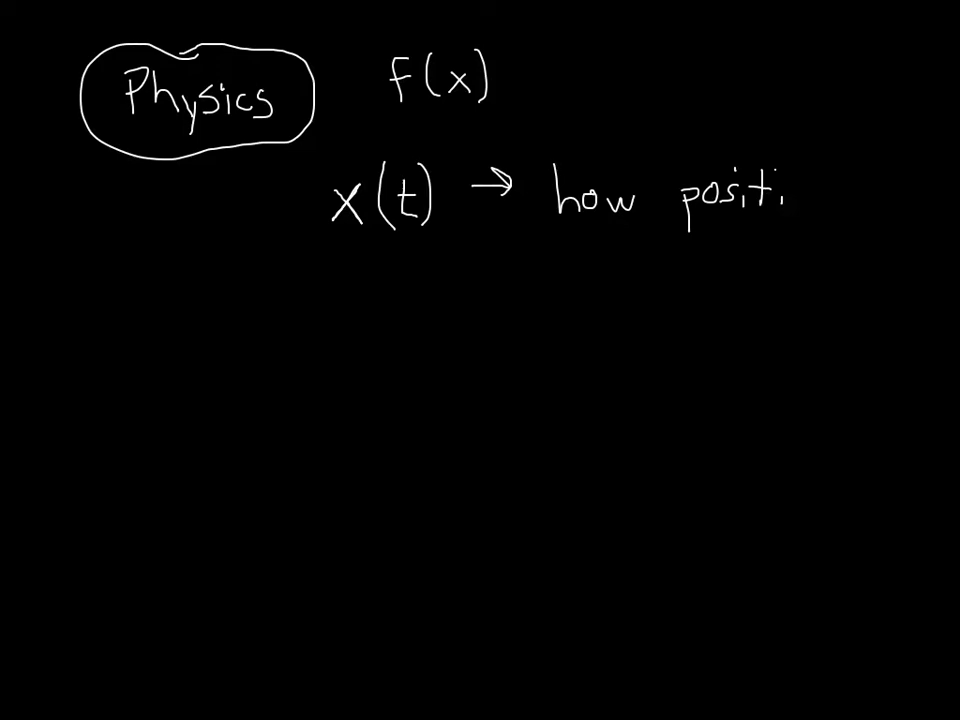 Physics f(x)
x(t) → how positi